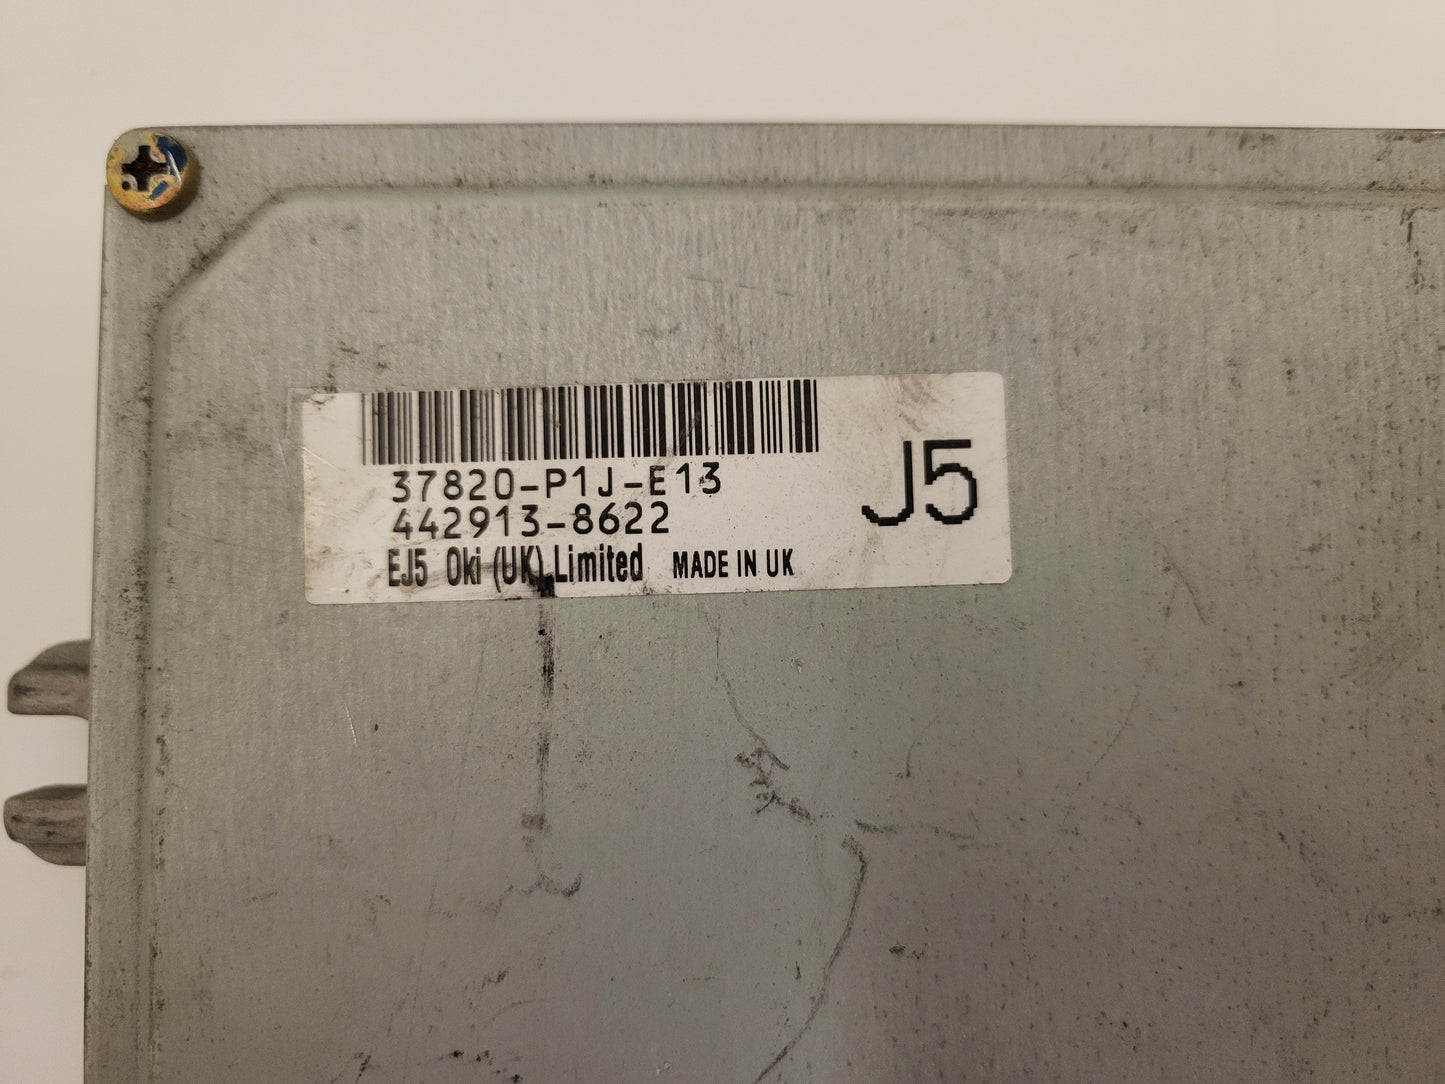 37820-P1J-E13
442913-8622
EJ5 Oki (UK) Limited MADE IN UK
J5